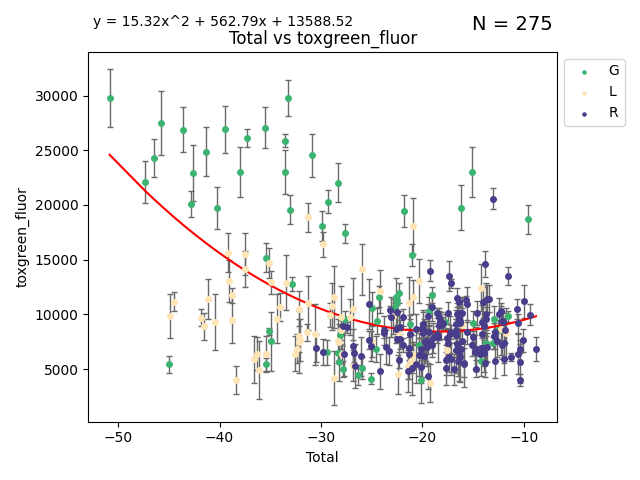 y = 15.32x^2 + 562.79x + 13588.52
N = 275
Total vs toxgreen_fluor
30000
25000
20000
15000
10000
5000
toxgreen_fluor
−50
−40
−30
−20
−10
Total
G
L
R